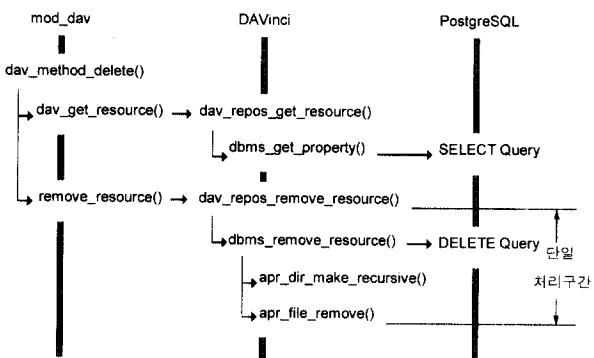 mod_dav DAVinci PostgreSQL
dav_method_delete()
dav_get_resource() dav_repos_get_resource()
dbms_get_property() SELECT Query
remove_resource() dav_repos_remove_resource()
dbms_remove_resource() DELETE Query
단일
apr_dir_make_recursive() 처리구간
apr_file_remove()